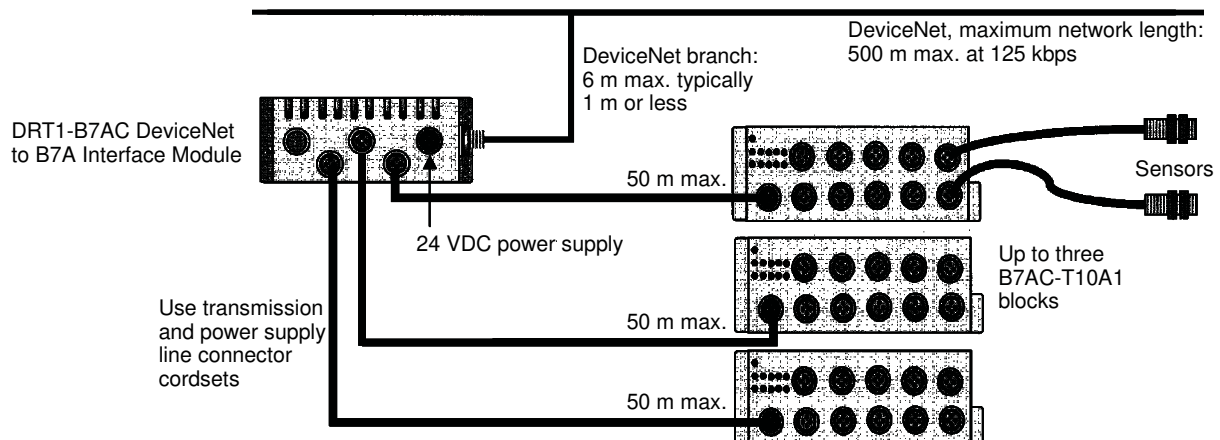 DeviceNet, maximum network length:
500 m max. at 125 kbps
DeviceNet branch:
6 m max. typically
1 m or less
DRT1-B7AC DeviceNet
to B7A Interface Module
50 m max.
Sensors
24 VDC power supply
Up to three
B7AC-T10A1
blocks
Use transmission
and power supply
line connector
cordsets
50 m max.
50 m max.